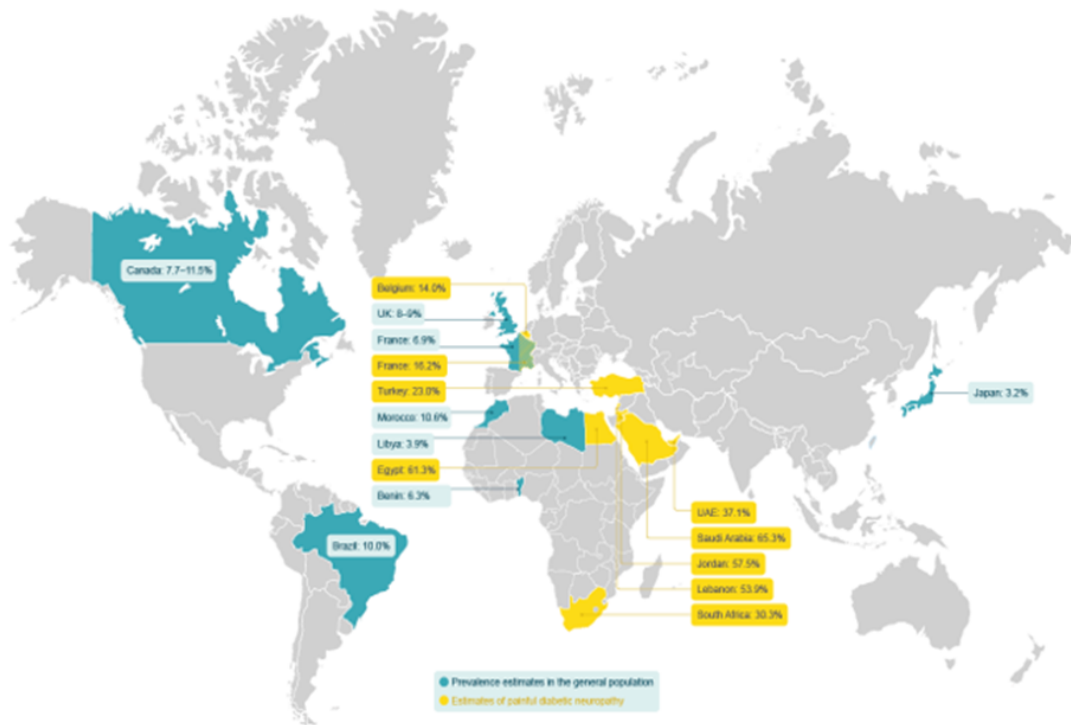 Canada: 7.7–11.5%
Belgium: 14.0%
UK: 8–9%
France: 6.9%
France: 16.2%
Turkey: 23.0%
Morocco: 10.6%
Libya: 3.9%
Egypt: 61.3%
Benin: 6.3%
Japan: 3.2%
Brazil: 10.0%
UAE: 37.1%
Saudi Arabia: 65.3%
Jordan: 57.5%
Lebanon: 53.9%
South Africa: 30.3%
Prevalence estimates in the general population
Estimates of painful diabetic neuropathy